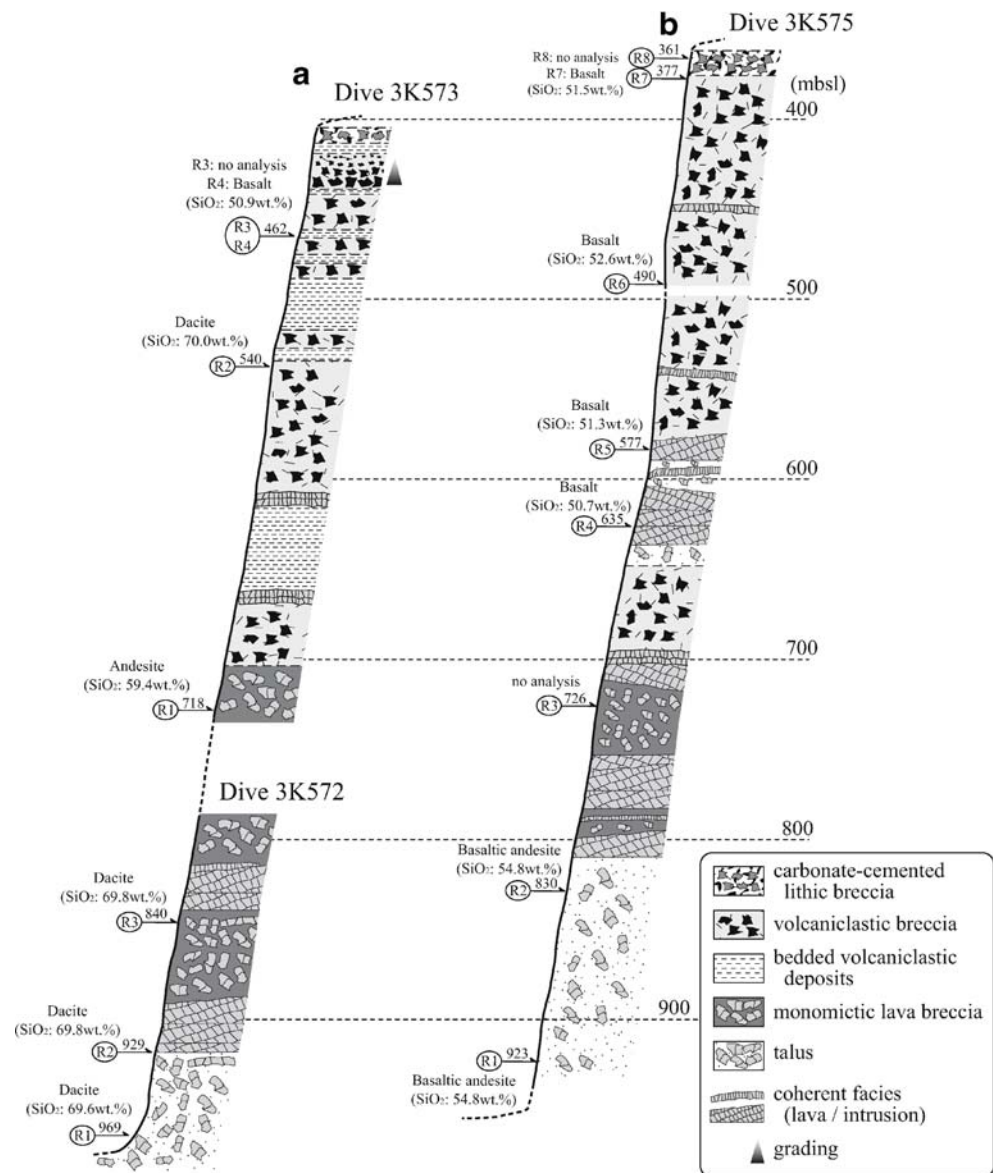 a
Dive 3K573
R3: no analysis
R4: Basalt
(SiO₂: 50.9wt.%)
R3
R4
462
Dacite
(SiO₂: 70.0wt.%)
R2
540
Andesite
(SiO₂: 59.4wt.%)
R1
718
Dive 3K572
Dacite
(SiO₂: 69.8wt.%)
R3
840
Dacite
(SiO₂: 69.8wt.%)
R2
929
Dacite
(SiO₂: 69.6wt.%)
R1
969
b
Dive 3K575
R8: no analysis
R7: Basalt
(SiO₂: 51.5wt.%)
R8
361
R7
377
(mbsl)
400
Basalt
(SiO₂: 52.6wt.%)
R6
490
500
Basalt
(SiO₂: 51.3wt.%)
R5
577
600
Basalt
(SiO₂: 50.7wt.%)
R4
635
700
no analysis
R3
726
800
Basaltic andesite
(SiO₂: 54.8wt.%)
R2
830
900
R1
923
Basaltic andesite
(SiO₂: 54.8wt.%)
carbonate-cemented
lithic breccia
volcaniclastic breccia
bedded volcaniclastic
deposits
monomictic lava breccia
talus
coherent facies
(lava / intrusion)
grading